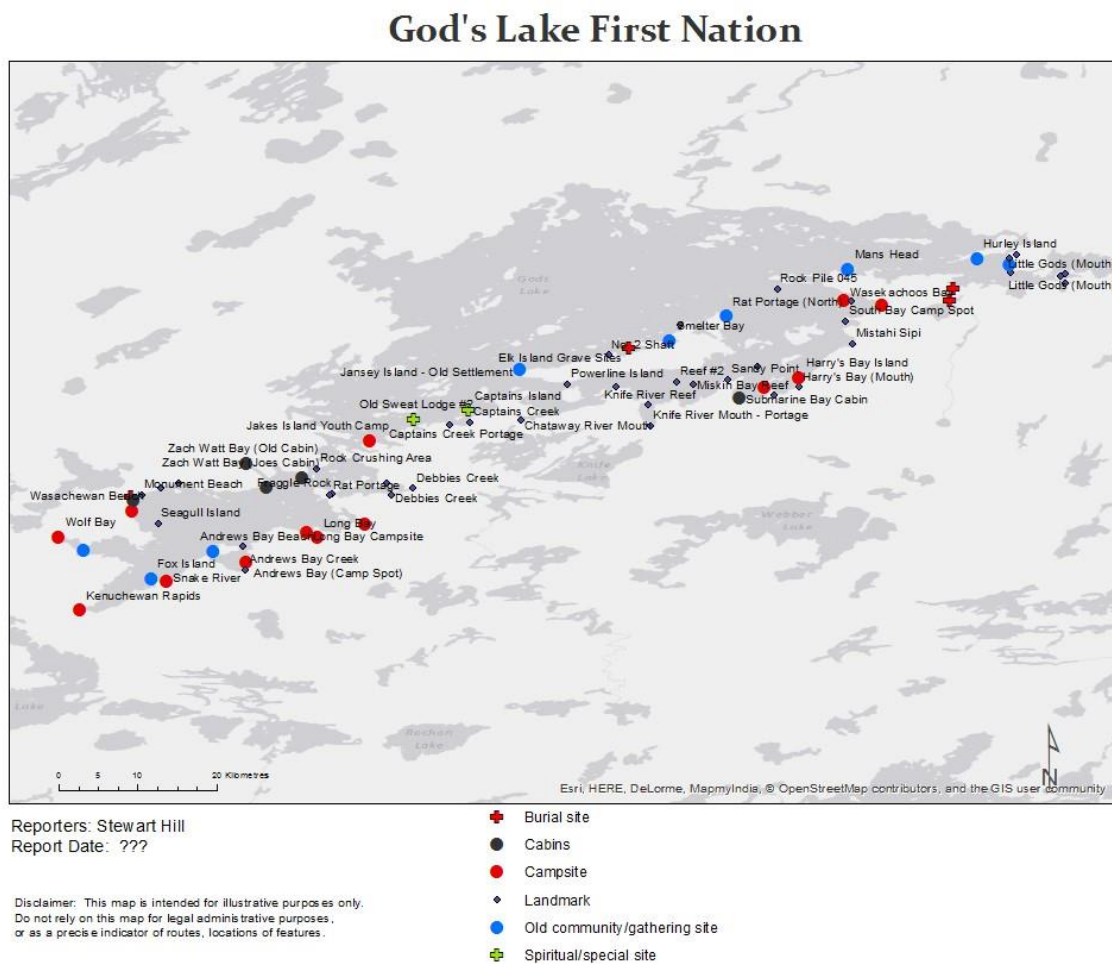 God's Lake First Nation
Hurley Island
Mans Head
Little Gods (Mouth
Gods
Lake
Rock Pile 045
Wasekachoos Bay
Little Gods (Mouth
Rat Portage (North)
South Bay Camp Spot
Smelter Bay
Mistahi Sipi
No. 2 Shaft
Elk Island Grave Sites
Harry's Bay Island
Jansey Island - Old Settlement
Powerline Island
Reef #2
Sandy Point
Harry's Bay (Mouth)
Miskin Bay Reef
Captains Island
Knife River Reef
Submarine Bay Cabin
Old Sweat Lodge #2
Captains Creek
Knife River Mouth - Portage
Jakes Island Youth Camp
Chataway River Mouth
Captains Creek Portage
Zach Watt Bay (Old Cabin)
Rock Crushing Area
Zach Watt Bay (Joes Cabin)
Knife
Lake
Fraggle Rock
Rat Portage
Debbies Creek
Monument Beach
Wasachewan Beach
Debbies Creek
Seagull Island
Webber
Lake
Wolf Bay
Long Bay
Andrews Bay Beach
Long Bay Campsite
Fox Island
Andrews Bay Creek
Snake River
Andrews Bay (Camp Spot)
Kenuchewan Rapids
Lake
Rochon
Lake
0 5 10 20 Kilometres
N
Esri, HERE, DeLorme, MapmyIndia, © OpenStreetMap contributors, and the GIS user community
Reporters: Stewart Hill
Report Date: ???
Disclaimer: This map is intended for illustrative purposes only.
Do not rely on this map for legal administrative purposes,
or as a precise indicator of routes, locations of features.
Burial site
Cabins
Campsite
Landmark
Old community/gathering site
Spiritual/special site